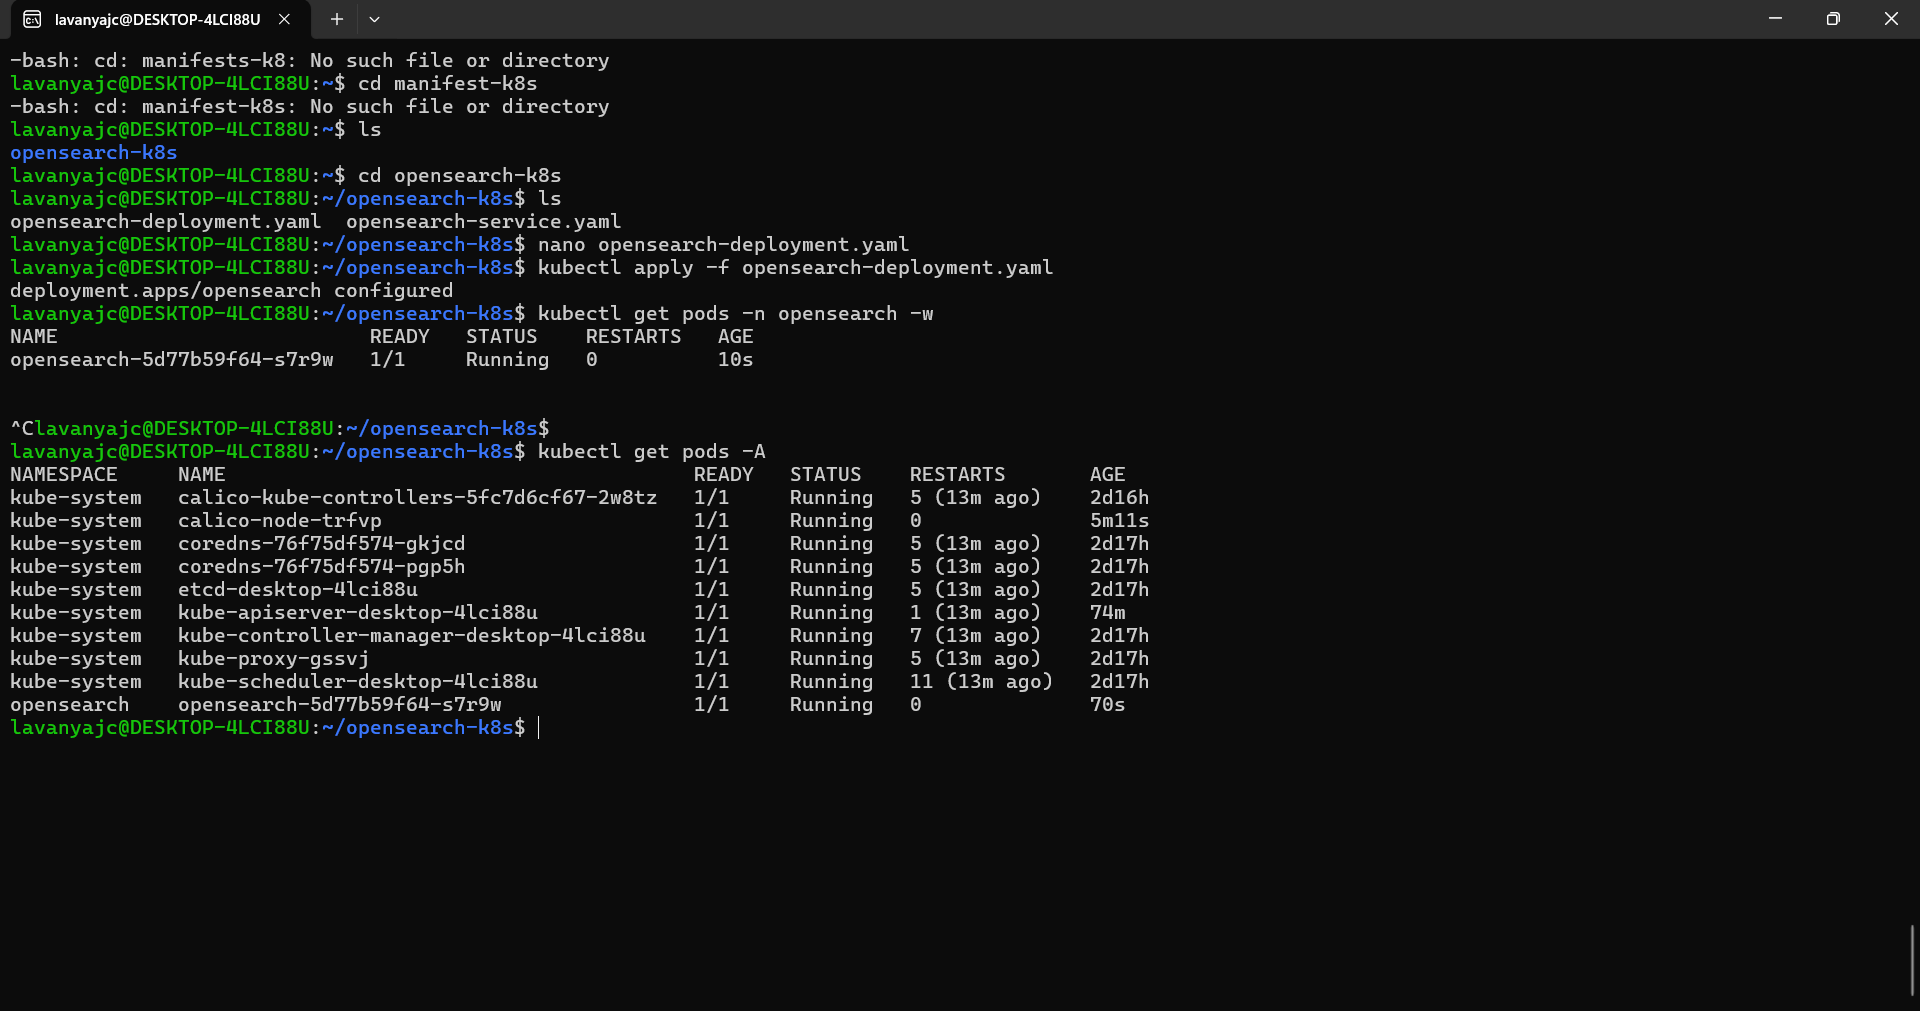 lavanyajc@DESKTOP-4LCI88U
-bash: cd: manifests-k8: No such file or directory
lavanyajc@DESKTOP-4LCI88U:~$ cd manifest-k8s
-bash: cd: manifest-k8s: No such file or directory
lavanyajc@DESKTOP-4LCI88U:~$ ls
opensearch-k8s
lavanyajc@DESKTOP-4LCI88U:~$ cd opensearch-k8s
lavanyajc@DESKTOP-4LCI88U:~/opensearch-k8s$ ls
opensearch-deployment.yaml  opensearch-service.yaml
lavanyajc@DESKTOP-4LCI88U:~/opensearch-k8s$ nano opensearch-deployment.yaml
lavanyajc@DESKTOP-4LCI88U:~/opensearch-k8s$ kubectl apply -f opensearch-deployment.yaml
deployment.apps/opensearch configured
lavanyajc@DESKTOP-4LCI88U:~/opensearch-k8s$ kubectl get pods -n opensearch -w
NAME                          READY   STATUS    RESTARTS   AGE
opensearch-5d77b59f64-s7r9w   1/1     Running   0          10s
^Clavanyajc@DESKTOP-4LCI88U:~/opensearch-k8s$
lavanyajc@DESKTOP-4LCI88U:~/opensearch-k8s$ kubectl get pods -A
NAMESPACE     NAME                                       READY   STATUS    RESTARTS       AGE
kube-system   calico-kube-controllers-5fc7d6cf67-2w8tz   1/1     Running   5 (13m ago)    2d16h
kube-system   calico-node-trfvp                          1/1     Running   0              5m11s
kube-system   coredns-76f75df574-gkjcd                   1/1     Running   5 (13m ago)    2d17h
kube-system   coredns-76f75df574-pgp5h                   1/1     Running   5 (13m ago)    2d17h
kube-system   etcd-desktop-4lci88u                       1/1     Running   5 (13m ago)    2d17h
kube-system   kube-apiserver-desktop-4lci88u             1/1     Running   1 (13m ago)    74m
kube-system   kube-controller-manager-desktop-4lci88u    1/1     Running   7 (13m ago)    2d17h
kube-system   kube-proxy-gssvj                           1/1     Running   5 (13m ago)    2d17h
kube-system   kube-scheduler-desktop-4lci88u             1/1     Running   11 (13m ago)   2d17h
opensearch    opensearch-5d77b59f64-s7r9w                1/1     Running   0              70s
lavanyajc@DESKTOP-4LCI88U:~/opensearch-k8s$